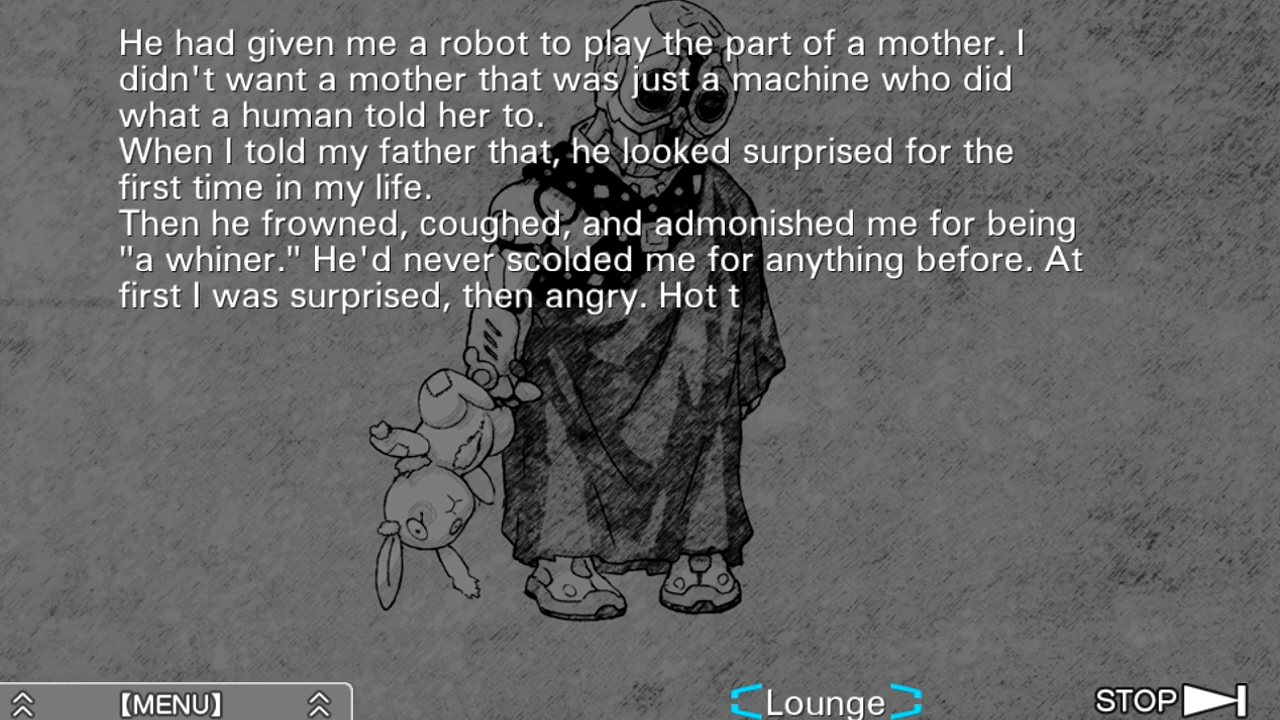 He had given me a robot to play the part of a mother. I
didn't want a mother that was just a machine who did
what a human told her to.
When I told my father that, he looked surprised for the
first time in my life.
Then he frowned, coughed, and admonished me for being
"a whiner." He'd never scolded me for anything before. At
first I was surprised, then angry. Hot t
【MENU】
Lounge
STOP